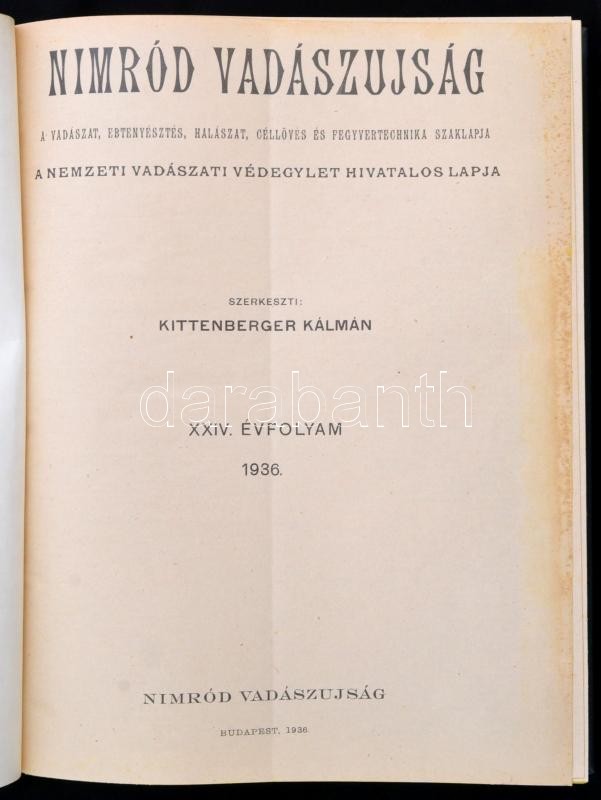 NIMRÓD VADÁSZUJSÁG
A VADÁSZAT, EBTENYÉSZTÉS, HALÁSZAT, CÉLLÖVÉS ÉS FEGYVERTECHNIKA SZAKLAPJA
A NEMZETI VADÁSZATI VÉDEGYLET HIVATALOS LAPJA
SZERKESZTI:
KITTENBERGER KÁLMÁN
darabanth
XXIV. ÉVFOLYAM
1936.
NIMRÓD VADÁSZUJSÁG
BUDAPEST, 1936.